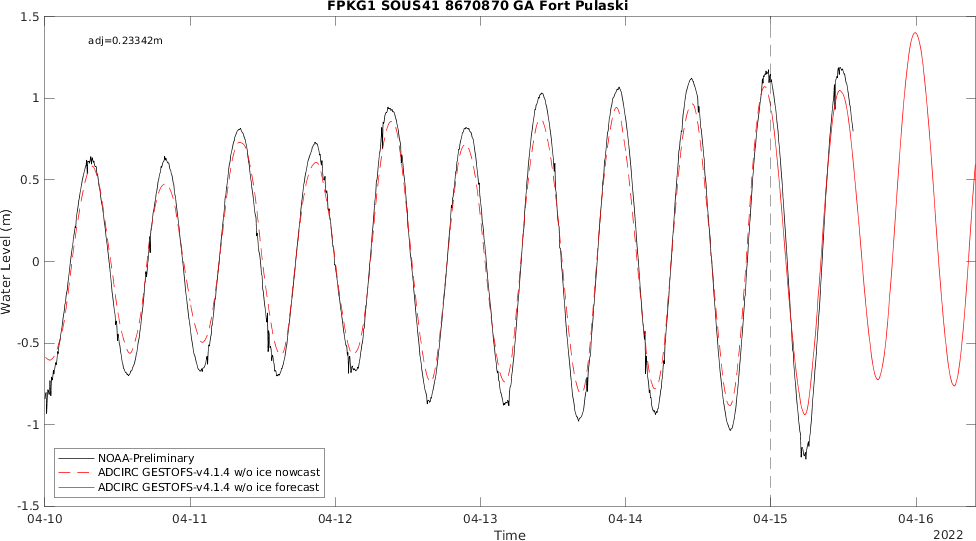 FPKG1 SOUS41 8670870 GA Fort Pulaski
1.5
adj=0.23342m
1
0.5
0
-0.5
-1
-1.5
Water Level (m)
NOAA-Preliminary
ADCIRC GESTOFS-v4.1.4 w/o ice nowcast
ADCIRC GESTOFS-v4.1.4 w/o ice forecast
04-10 04-11 04-12 04-13 04-14 04-15 04-16
Time
2022